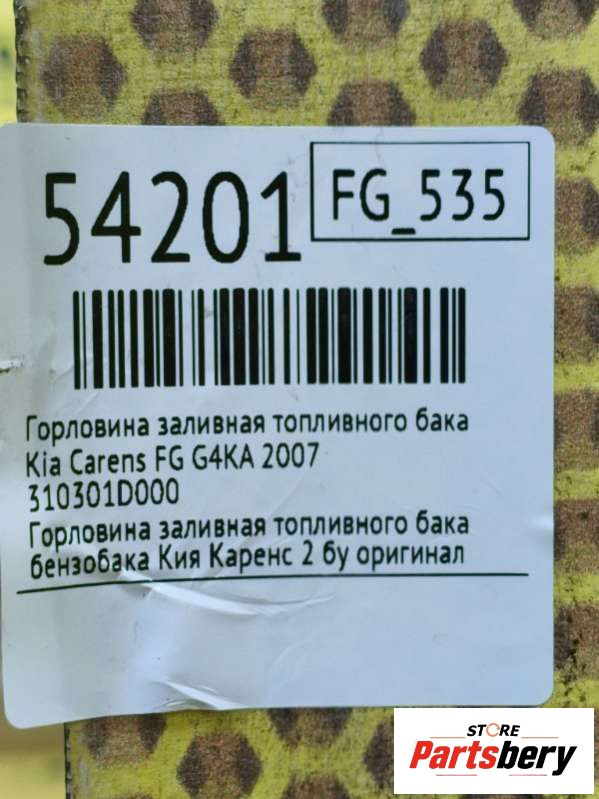 54201
FG_535
Горловина заливная топливного бака
Kia Carens FG G4KA 2007
310301D000
Горловина заливная топливного бака
бензобака Кия Каренс 2 бу оригинал
STORE
Partsbery